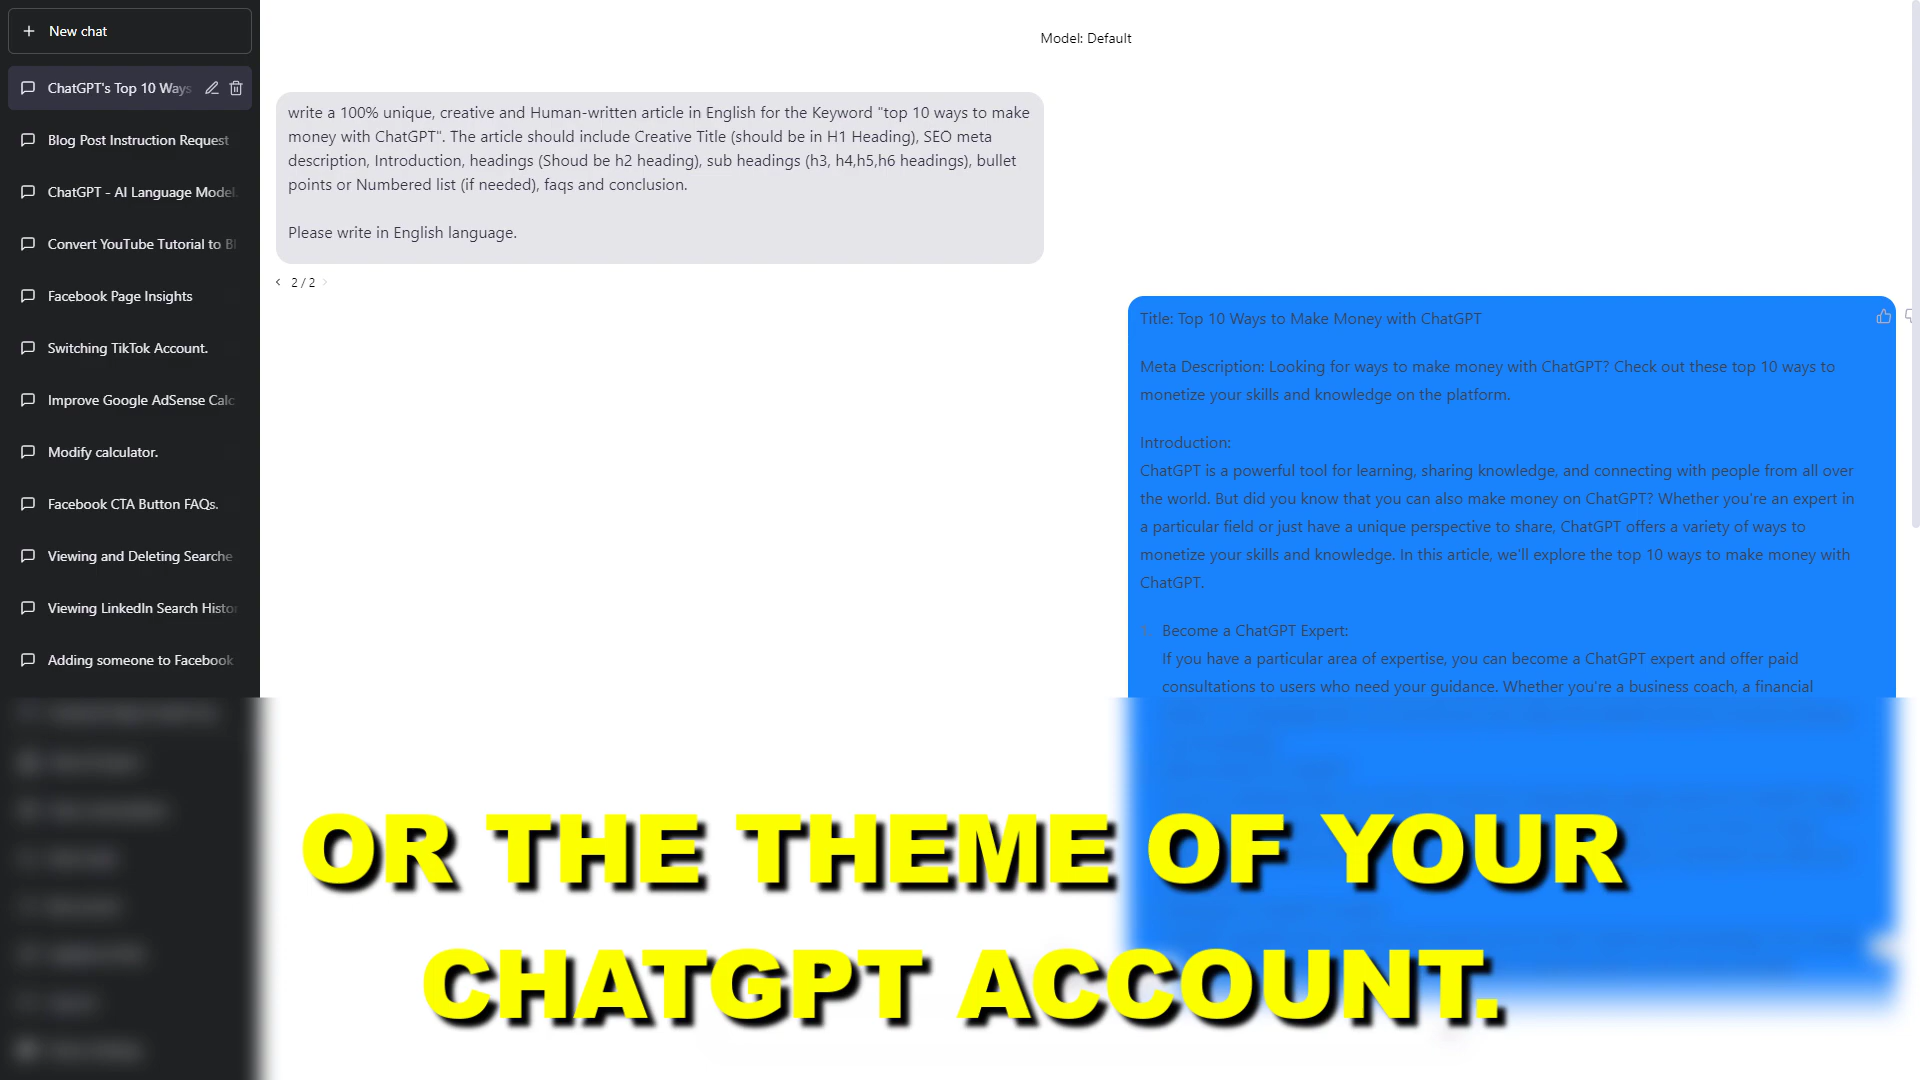 New chat
ChatGPT's Top 10 Ways
Blog Post Instruction Request
ChatGPT - AI Language Model.
Convert YouTube Tutorial to Bl
Facebook Page Insights
Switching TikTok Account.
Improve Google AdSense Calc
Modify calculator.
Facebook CTA Button FAQs.
Viewing and Deleting Searche
Viewing LinkedIn Search Histor
Adding someone to Facebook
Model: Default
write a 100% unique, creative and Human-written article in English for the Keyword "top 10 ways to make
money with ChatGPT". The article should include Creative Title (should be in H1 Heading), SEO meta
description, Introduction, headings (Shoud be h2 heading), sub headings (h3, h4,h5,h6 headings), bullet
points or Numbered list (if needed), faqs and conclusion.
Please write in English language.
2 / 2
Title: Top 10 Ways to Make Money with ChatGPT
Meta Description: Looking for ways to make money with ChatGPT? Check out these top 10 ways to
monetize your skills and knowledge on the platform.
Introduction:
ChatGPT is a powerful tool for learning, sharing knowledge, and connecting with people from all over
the world. But did you know that you can also make money on ChatGPT? Whether you're an expert in
a particular field or just have a unique perspective to share, ChatGPT offers a variety of ways to
monetize your skills and knowledge. In this article, we'll explore the top 10 ways to make money with
ChatGPT.
1. Become a ChatGPT Expert:
If you have a particular area of expertise, you can become a ChatGPT expert and offer paid
consultations to users who need your guidance. Whether you're a business coach, a financial
OR THE THEME OF YOUR
CHATGPT ACCOUNT.